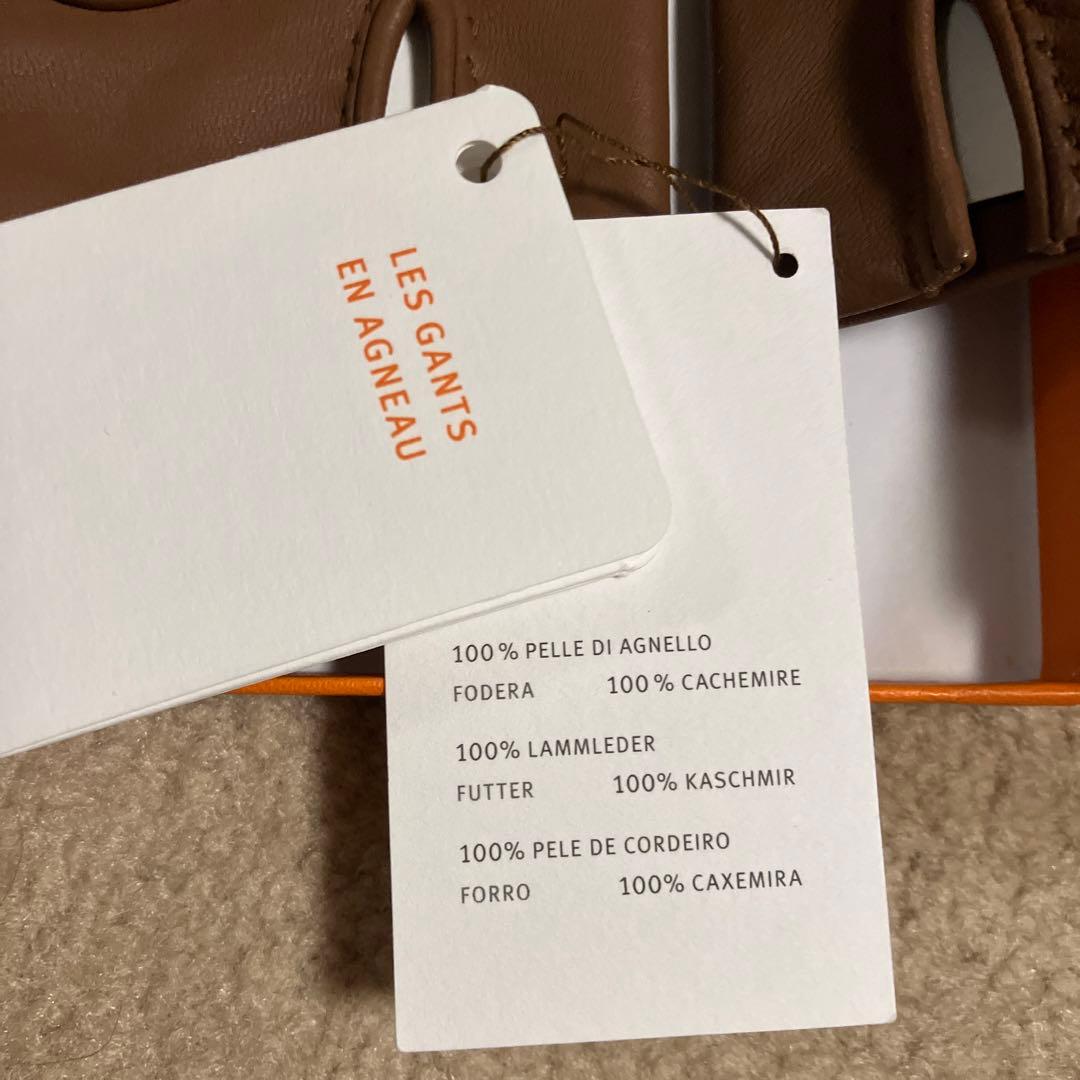 LES GANTS
EN AGNEAU
100% PELLE DI AGNELLO
FODERA 100% CACHEMIRE
100% LAMMLEDER
FUTTER 100% KASCHMIR
100% PELE DE CORDEIRO
FORRO 100% CAXEMIRA